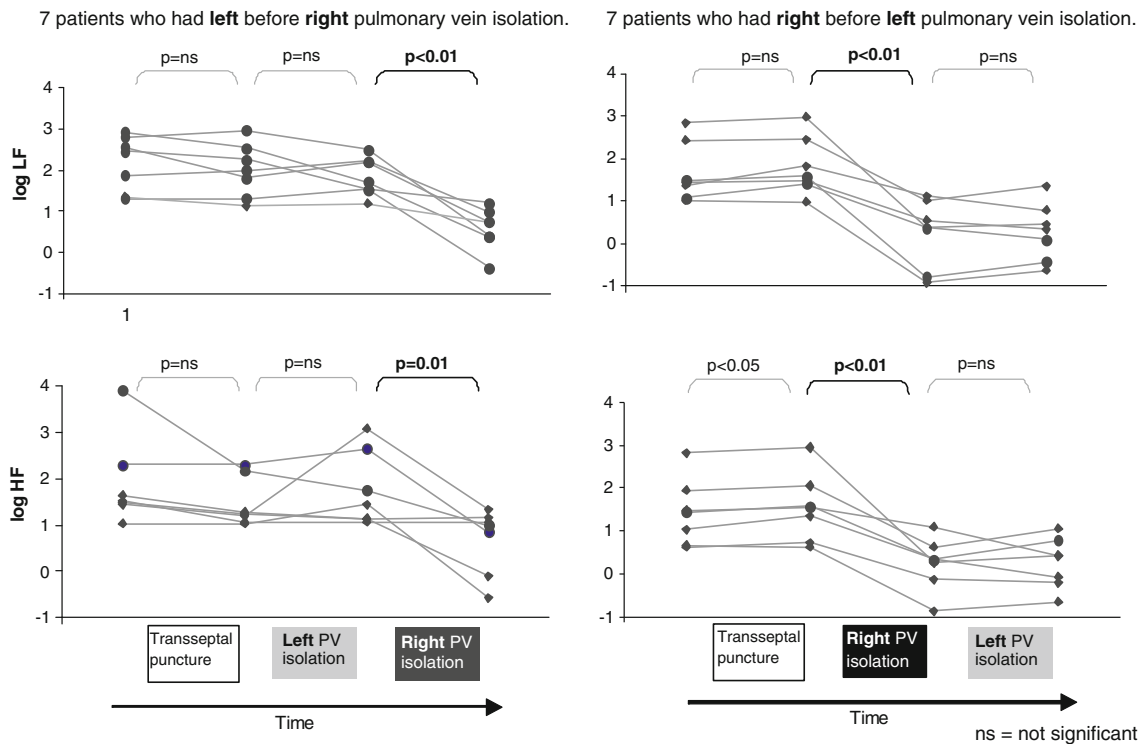 7 patients who had left before right pulmonary vein isolation.
p=ns p=ns p<0.01
4
3
2
1
0
-1
log LF
1
p=ns p=ns p=0.01
4
3
2
1
0
-1
log HF
Transseptal
puncture
Left PV
isolation
Right PV
isolation
Time
7 patients who had right before left pulmonary vein isolation.
p=ns p<0.01 p=ns
4
3
2
1
0
-1
p<0.05 p<0.01 p=ns
4
3
2
1
0
-1
Transseptal
puncture
Right PV
isolation
Left PV
isolation
Time
ns = not significant